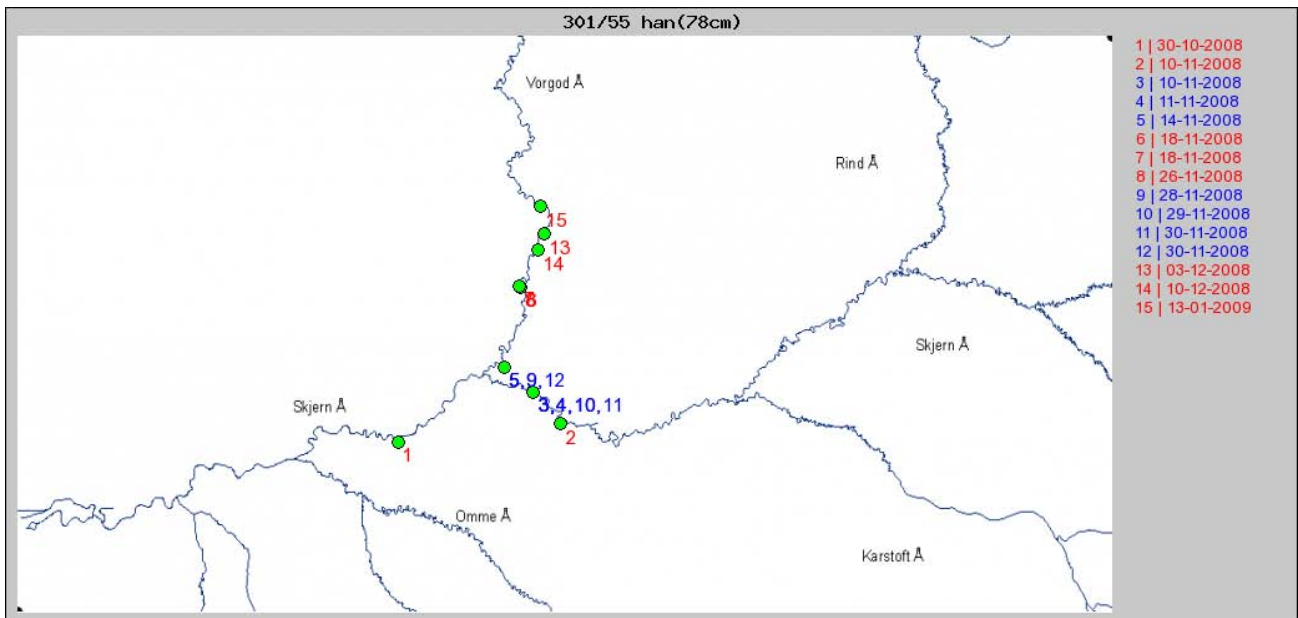 301/55 han(78cm)
1 | 30-10-2008
2 | 10-11-2008
3 | 10-11-2008
4 | 11-11-2008
5 | 14-11-2008
6 | 18-11-2008
7 | 18-11-2008
8 | 26-11-2008
9 | 28-11-2008
10 | 29-11-2008
11 | 30-11-2008
12 | 30-11-2008
13 | 03-12-2008
14 | 10-12-2008
15 | 13-01-2009
Vorgod Å
Rind Å
15
13
14
8
Skjern Å
5,9,12
3,4,10,11
Skjern Å
2
1
Omme Å
Karstoft Å